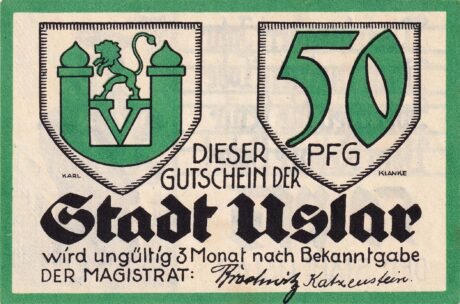 V
50
PFG
KARL
KLANKE
DIESER
GUTSCHEIN DER
Stadt Uslar
wird ungültig 3 Monat nach Bekanntgabe
DER MAGISTRAT: Katzenstein.